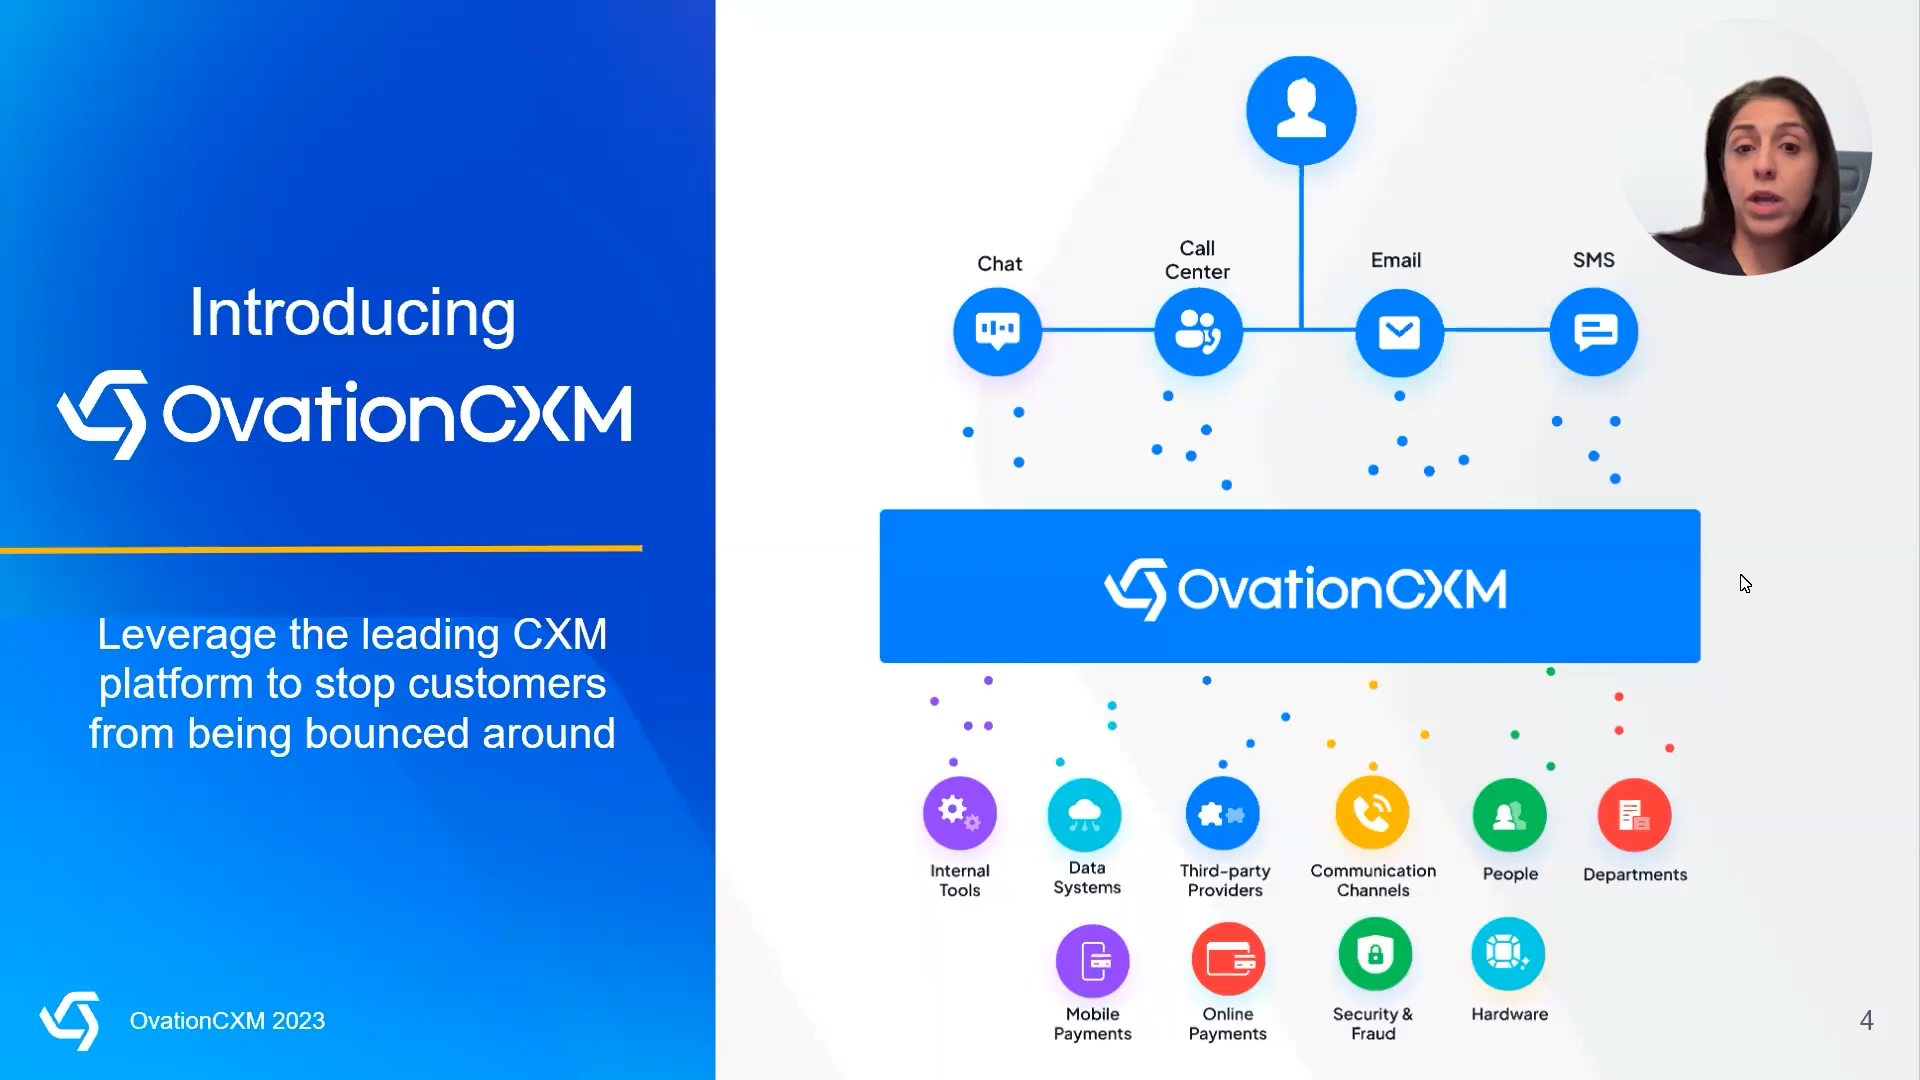 Introducing
OvationCXM
Leverage the leading CXM
platform to stop customers
from being bounced around
OvationCXM 2023
Chat
Call
Center
Email
SMS
OvationCXM
Internal
Tools
Data
Systems
Third-party
Providers
Communication
Channels
People
Departments
Mobile
Payments
Online
Payments
Security &
Fraud
Hardware
4